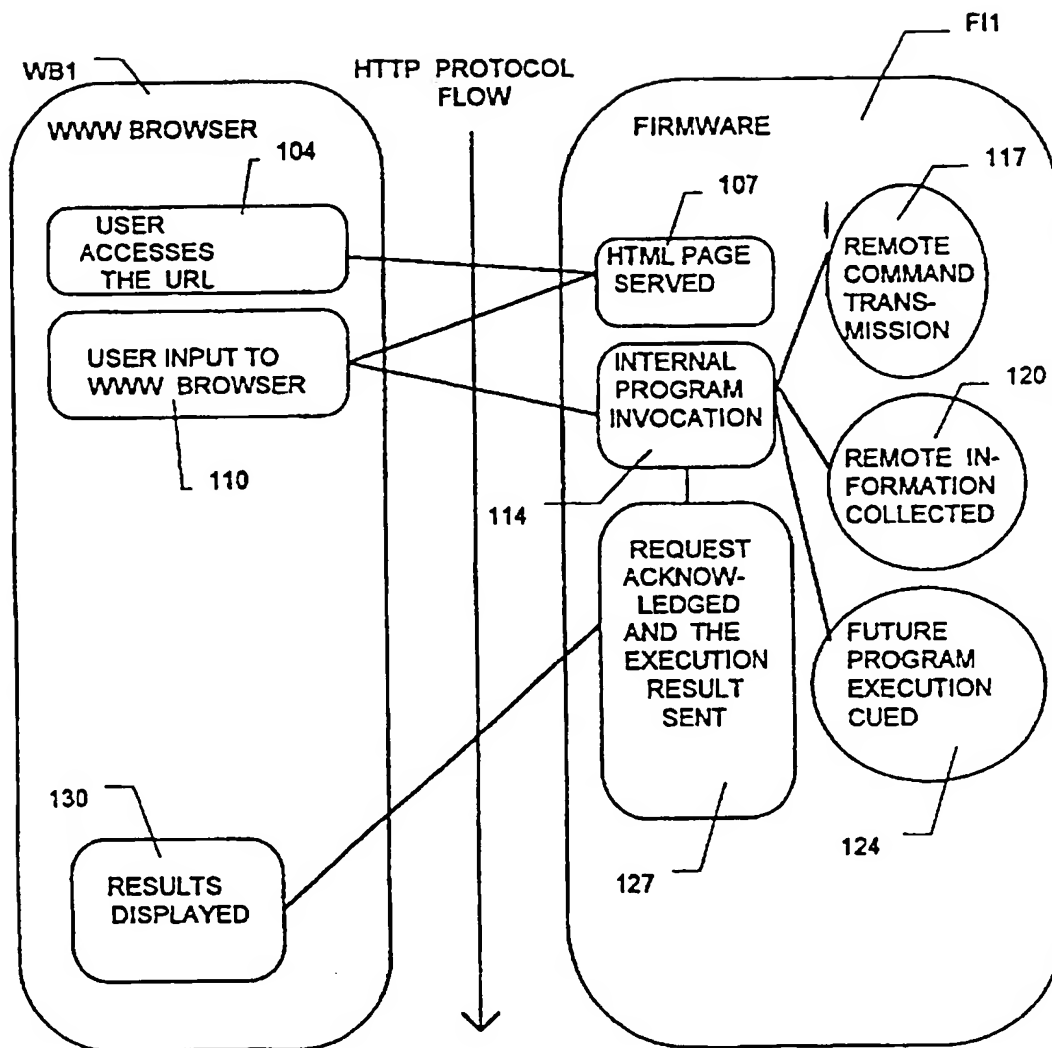 FI1
WB1
HTTP PROTOCOL
FLOW
WWW BROWSER
FIRMWARE
104
117
107
USER
ACCESSES
THE URL
HTML PAGE
SERVED
REMOTE
COMMAND
TRANS-
MISSION
USER INPUT TO
WWW BROWSER
INTERNAL
PROGRAM
INVOCATION
120
110
REMOTE IN-
FORMATION
COLLECTED
114
REQUEST
ACKNOW-
LEDGED
AND THE
EXECUTION
RESULT
SENT
FUTURE
PROGRAM
EXECUTION
CUED
130
124
127
RESULTS
DISPLAYED